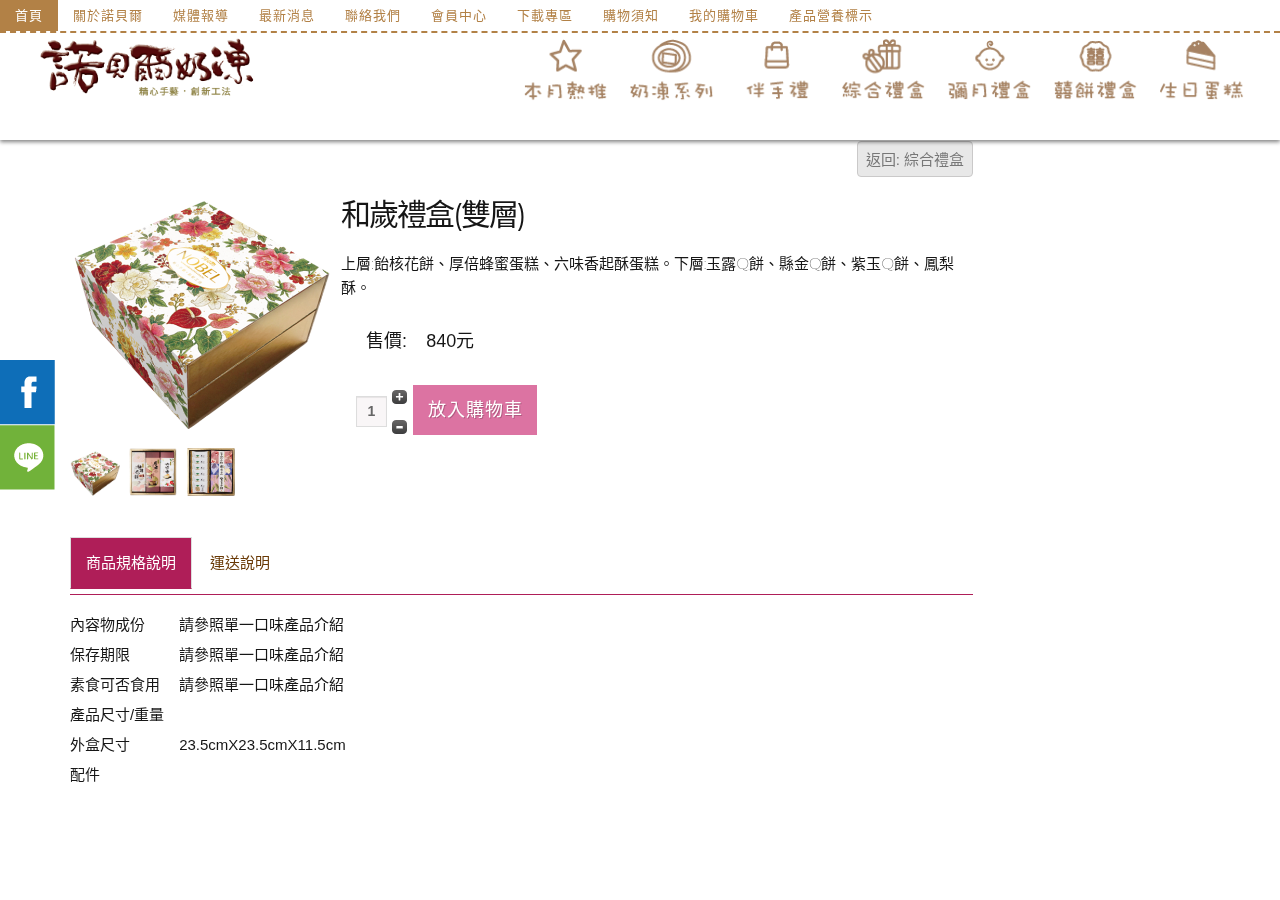 首頁 關於諾貝爾 媒體報導 最新消息 聯絡我們 會員中心 下載專區 購物須知 我的購物車 產品營養標示
諾貝爾奶凍
精心手藝・創新工法
本月熱推 奶凍系列 伴手禮 綜合禮盒 彌月禮盒 囍餅禮盒 生日蛋糕
返回: 綜合禮盒
NOBEL
和歲禮盒(雙層)
上層 飴核花餅、厚倍蜂蜜蛋糕、六味香起酥蛋糕。下層 玉露餅、縣金餅、紫玉餅、鳳梨
酥。
售價: 840元
1 放入購物車
LINE
商品規格說明 運送說明
內容物成份 請參照單一口味產品介紹
保存期限 請參照單一口味產品介紹
素食可否食用 請參照單一口味產品介紹
產品尺寸/重量
外盒尺寸 23.5cmX23.5cmX11.5cm
配件